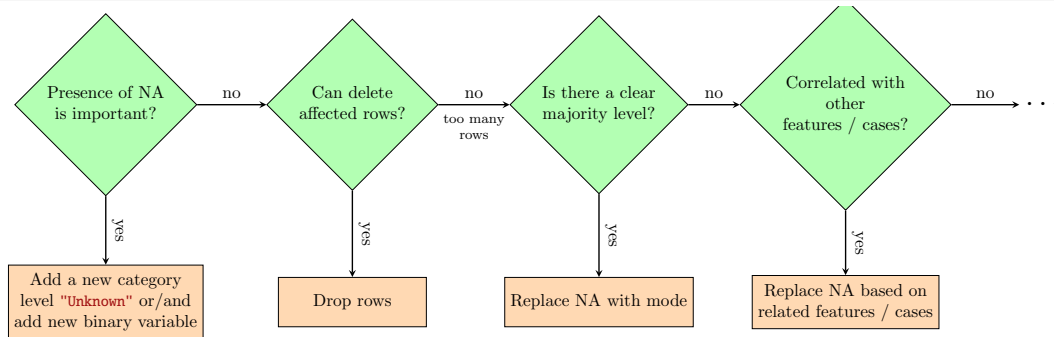 Presence of NA
is important?
no
Can delete
affected rows?
no
too many
rows
Is there a clear
majority level?
no
Correlated with
other
features / cases?
no
yes
yes
yes
yes
Add a new category
level "Unknown" or/and
add new binary variable
Drop rows
Replace NA with mode
Replace NA based on
related features / cases